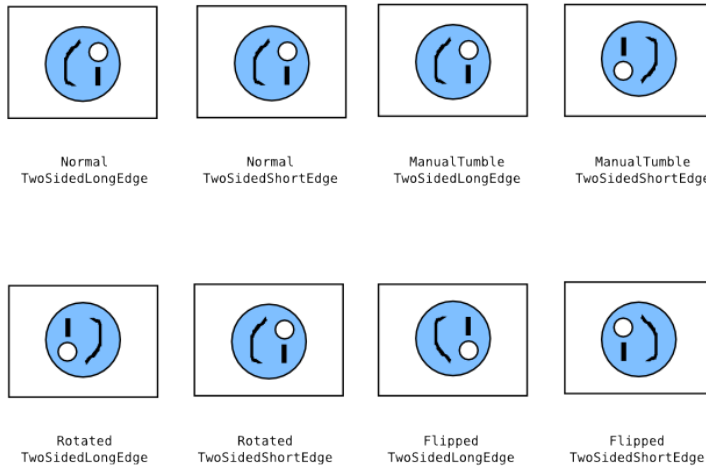 Normal
TwoSidedLongEdge
Normal
TwoSidedShortEdge
ManualTumble
TwoSidedLongEdge
ManualTumble
TwoSidedShortEdge
Rotated
TwoSidedLongEdge
Rotated
TwoSidedShortEdge
Flipped
TwoSidedLongEdge
Flipped
TwoSidedShortEdge